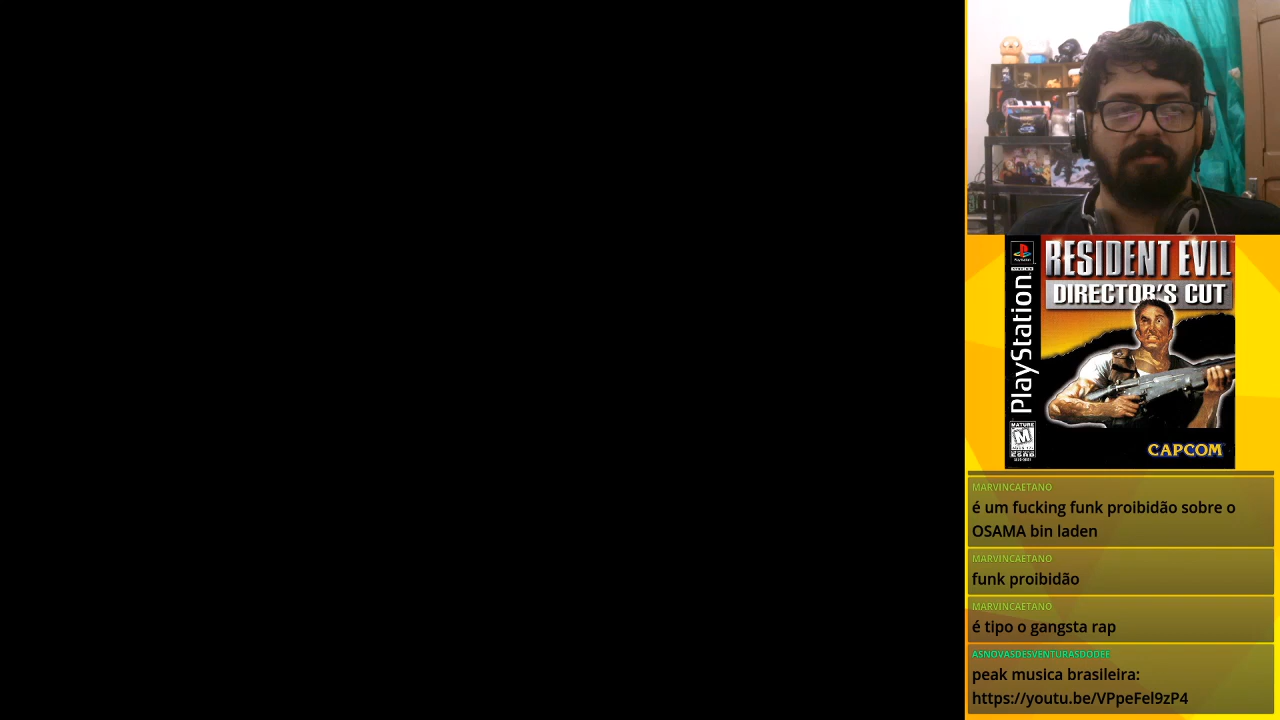 PlayStation
RESIDENT EVIL
DIRECTOR'S CUT
MATURE
M
ESRB
CAPCOM
MARVINCAETANO
é um fucking funk proibidão sobre o
OSAMA bin laden
MARVINCAETANO
funk proibidão
MARVINCAETANO
é tipo o gangsta rap
ASNOVASDESVENTURASDODEE
peak musica brasileira:
https://youtu.be/VPpeFel9zP4